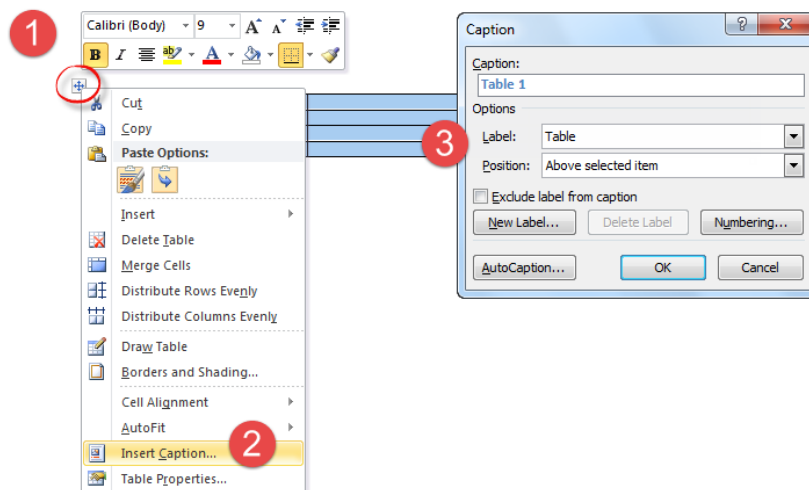 1
Calibri (Body) 9 A A
B I ab A
Cut
Copy
Paste Options:
Insert
Delete Table
Merge Cells
Distribute Rows Evenly
Distribute Columns Evenly
Draw Table
Borders and Shading...
Cell Alignment
AutoFit
Insert Caption...
2
Table Properties...
Caption
?
Caption:
Table 1
Options
3
Label: Table
Position: Above selected item
Exclude label from caption
New Label... Delete Label Numbering...
AutoCaption... OK Cancel